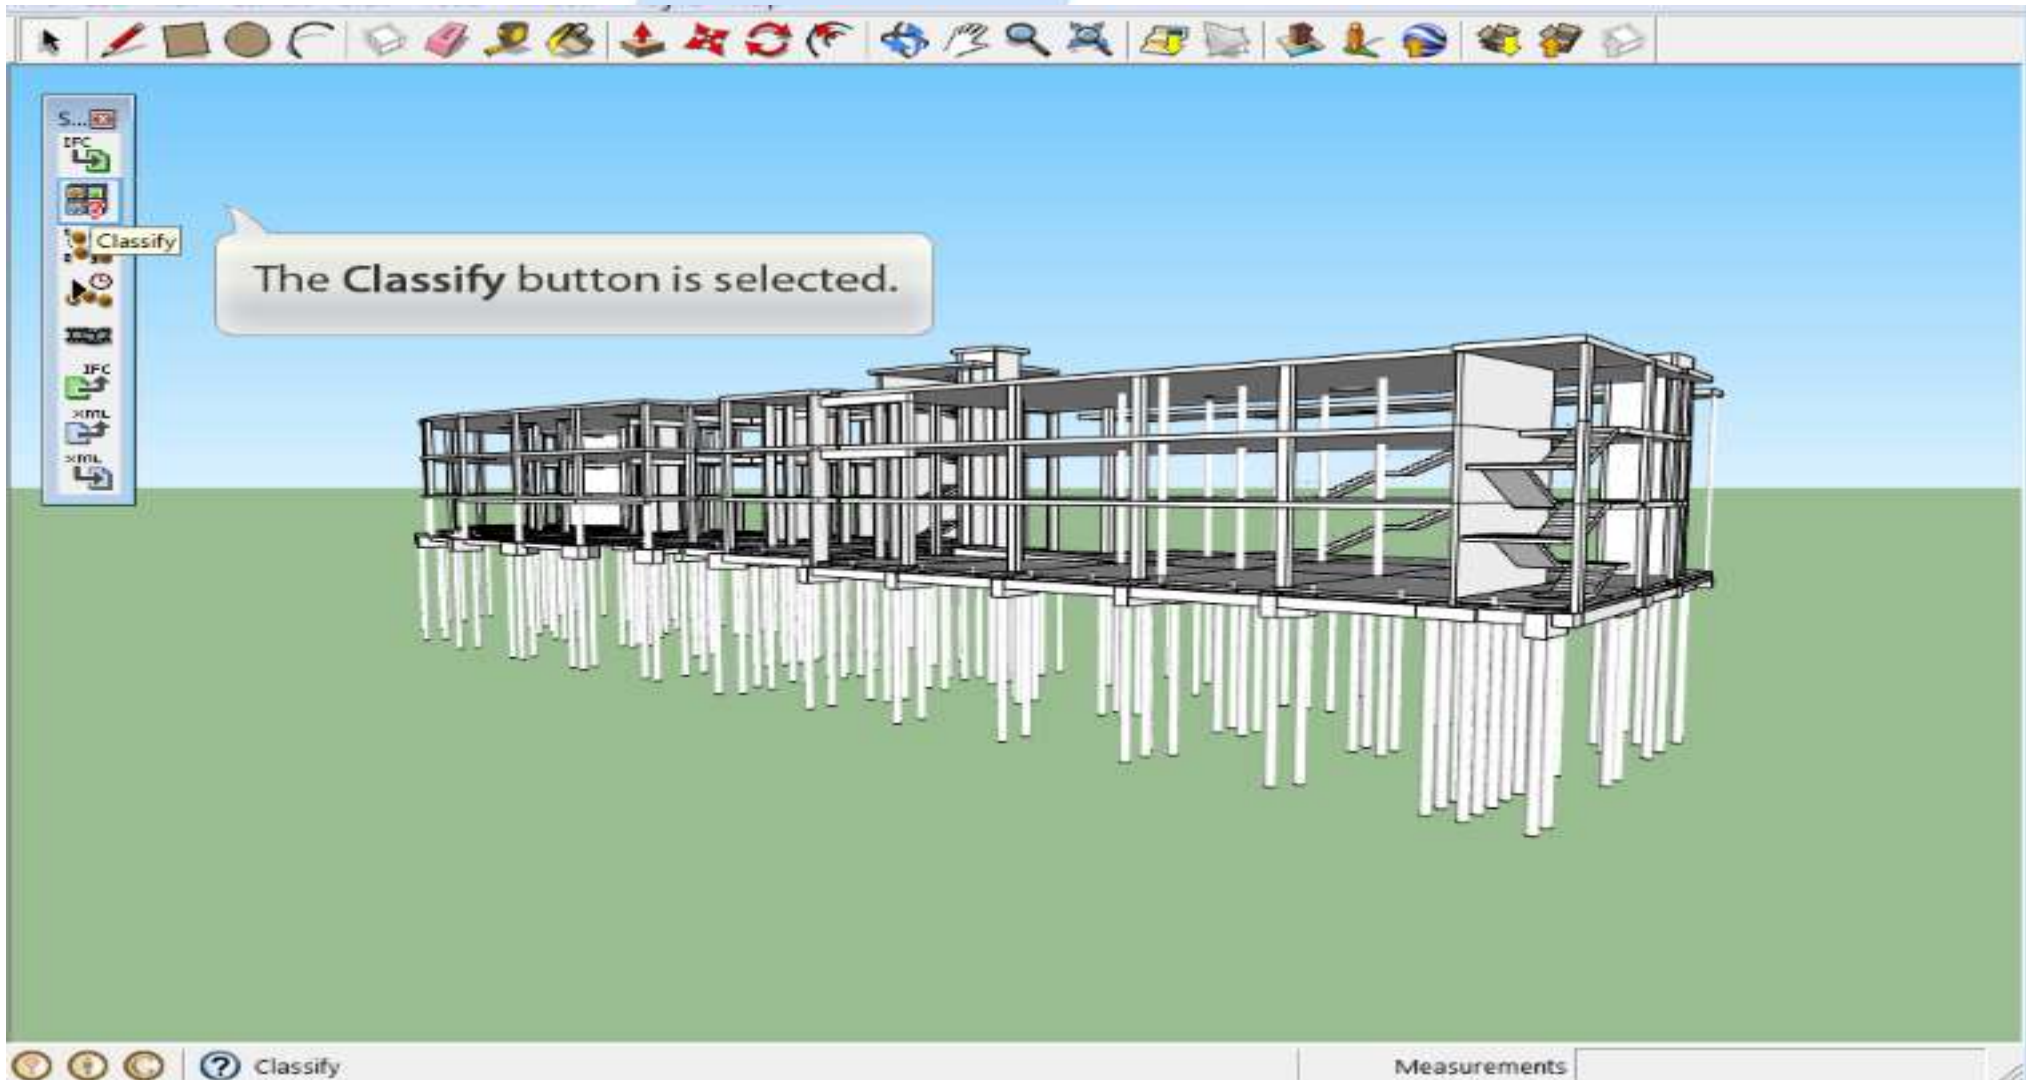 S...
IFC
Classify
The Classify button is selected.
IFC
XML
XML
Classify
Measurements